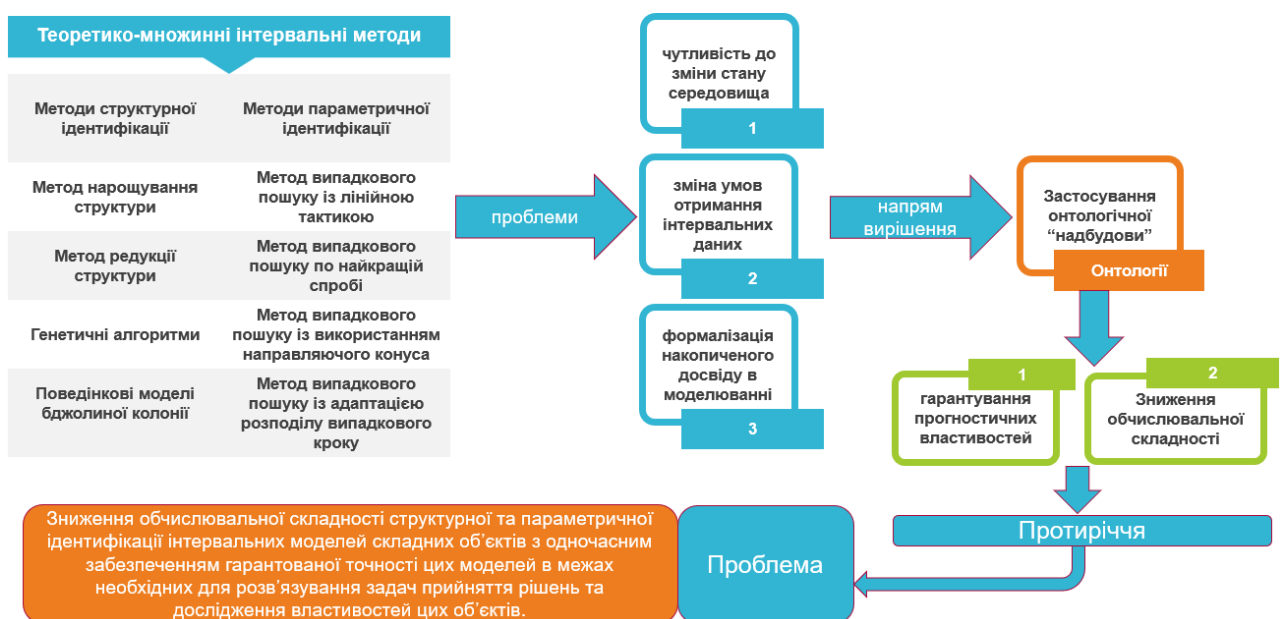 Теоретико-множинні інтервальні методи
Методи структурної
ідентифікації
Методи параметричної
ідентифікації
Метод нарощування
структури
Метод випадкового
пошуку із лінійною
тактикою
Метод редукції
структури
Метод випадкового
пошуку по найкращій
спробі
Генетичні алгоритми
Метод випадкового
пошуку із використанням
направляючого конуса
Поведінкові моделі
бджолиної колонії
Метод випадкового
пошуку із адаптацією
розподілу випадкового
кроку
проблеми
чутливість до
зміни стану
середовища
1
зміна умов
отримання
інтервальних
даних
2
формалізація
накопиченого
досвіду в
моделюванні
3
напрям
вирішення
Застосування
онтологічної
“надбудови”
Онтології
1
гарантування
прогностичних
властивостей
2
Зниження
обчислювальної
складності
Протиріччя
Проблема
Зниження обчислювальної складності структурної та параметричної
ідентифікації інтервальних моделей складних об’єктів з одночасним
забезпеченням гарантованої точності цих моделей в межах
необхідних для розв’язування задач прийняття рішень та
дослідження властивостей цих об’єктів.